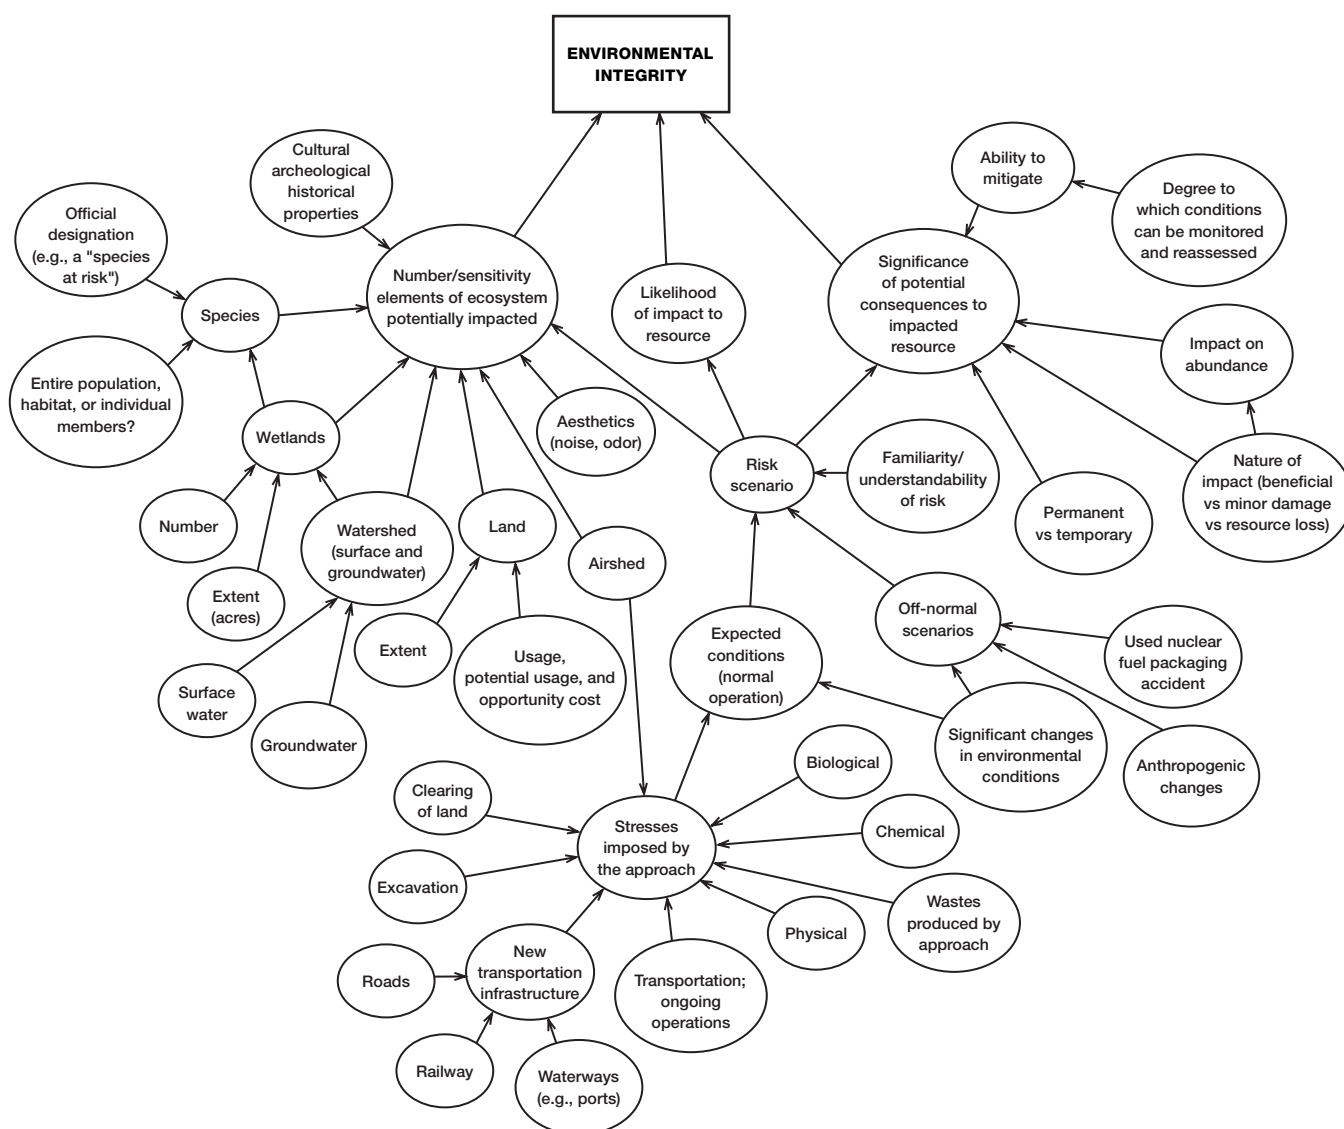 ENVIRONMENTAL
INTEGRITY
Cultural
archeological
historical
properties
Ability to
mitigate
Degree to
which conditions
can be monitored
and reassessed
Official
designation
(e.g., a "species
at risk")
Number/sensitivity
elements of ecosystem
potentially impacted
Significance
of potential
consequences to
impacted
resource
Likelihood
of impact to
resource
Species
Impact on
abundance
Entire population,
habitat, or individual
members?
Aesthetics
(noise, odor)
Wetlands
Risk
scenario
Familiarity/
understandability
of risk
Nature of
impact (beneficial
vs minor damage
vs resource loss)
Number
Watershed
(surface and
groundwater)
Land
Permanent
vs temporary
Airshed
Extent
(acres)
Off-normal
scenarios
Extent
Expected
conditions
(normal
operation)
Used nuclear
fuel packaging
accident
Usage,
potential usage, and
opportunity cost
Surface
water
Groundwater
Significant changes
in environmental
conditions
Biological
Anthropogenic
changes
Clearing
of land
Stresses
imposed by
the approach
Chemical
Excavation
Wastes
produced by
approach
Physical
New
transportation
infrastructure
Roads
Transportation;
ongoing
operations
Railway
Waterways
(e.g., ports)